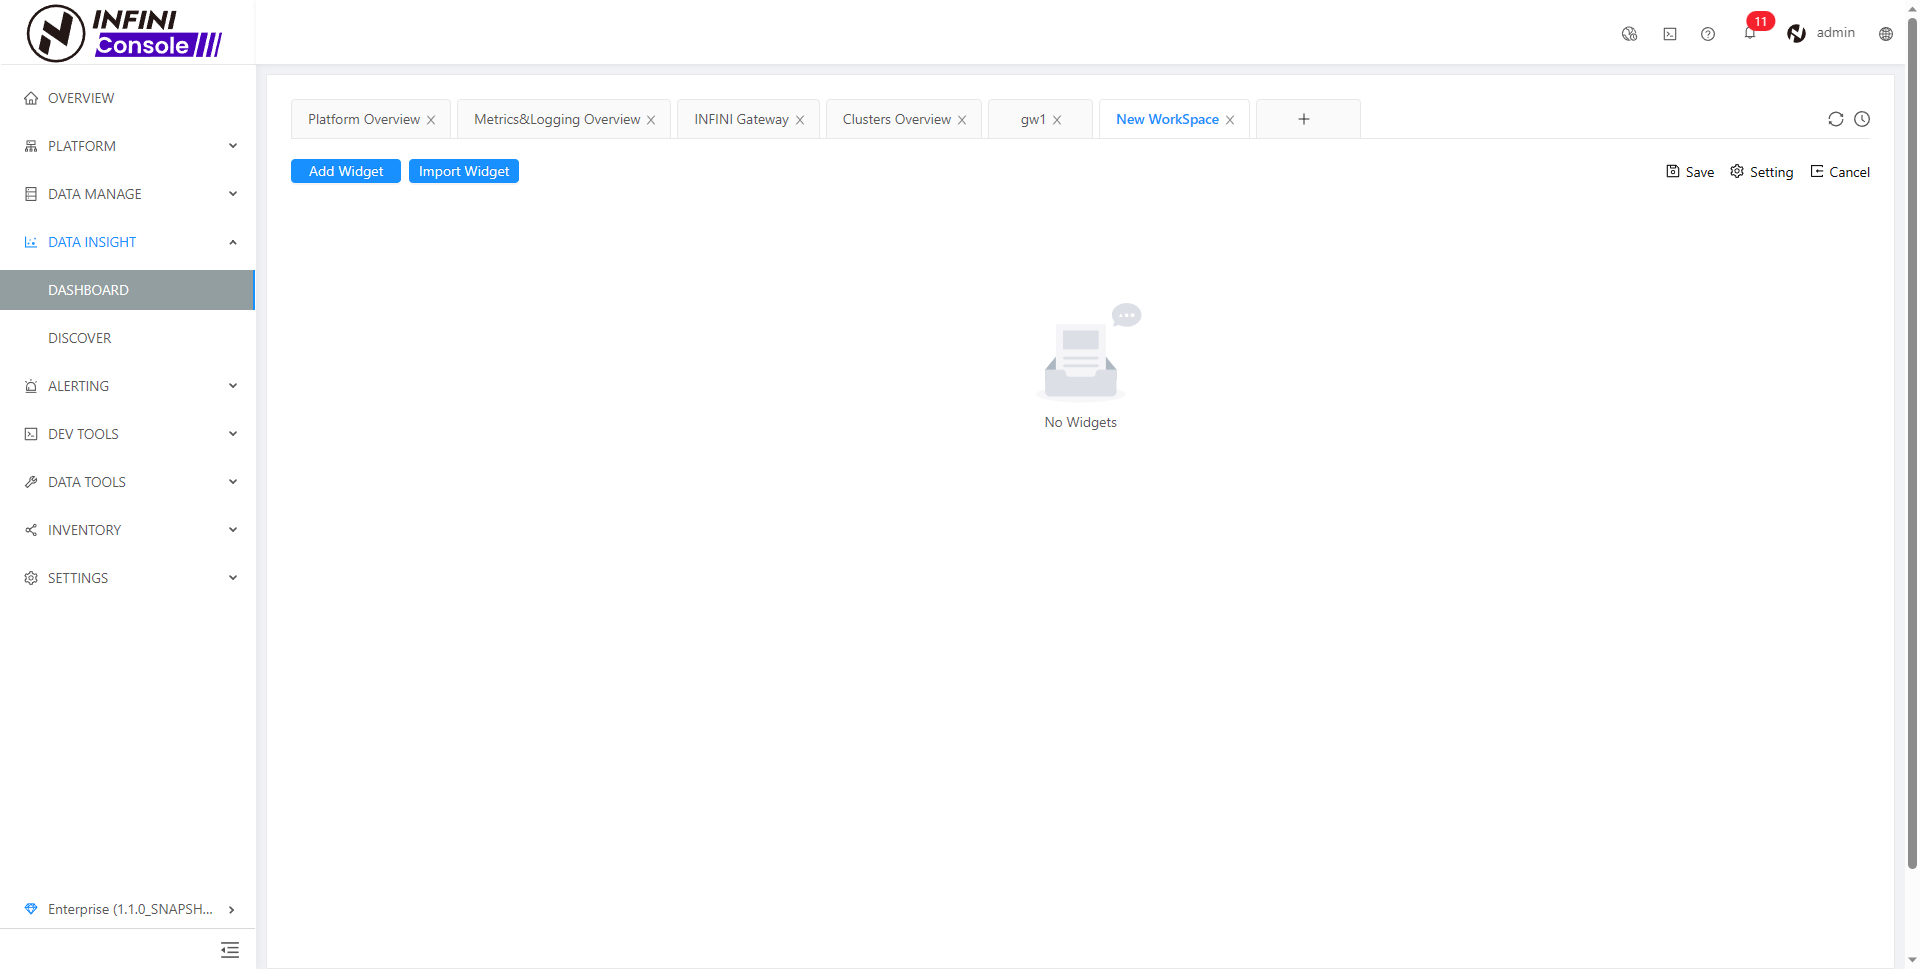 INFINI
Console
11
admin
OVERVIEW
PLATFORM
DATA MANAGE
DATA INSIGHT
DASHBOARD
DISCOVER
ALERTING
DEV TOOLS
DATA TOOLS
INVENTORY
SETTINGS
Enterprise (1.1.0_SNAPSH...
Platform Overview
Metrics&Logging Overview
INFINI Gateway
Clusters Overview
gw1
New WorkSpace
Add Widget
Import Widget
Save
Setting
Cancel
No Widgets